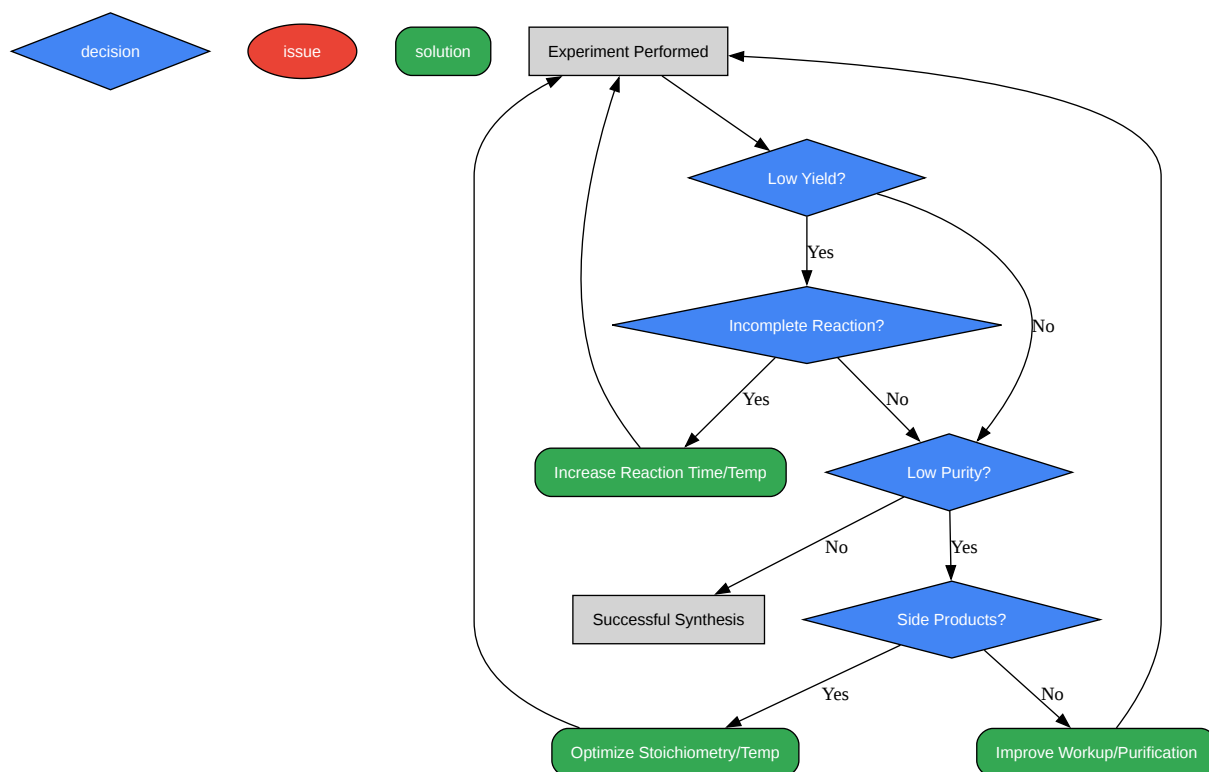 decision
issue
solution
Experiment Performed
Low Yield?
Yes
Incomplete Reaction?
No
Yes
No
Increase Reaction Time/Temp
Low Purity?
No
Yes
Successful Synthesis
Side Products?
Yes
No
Optimize Stoichiometry/Temp
Improve Workup/Purification